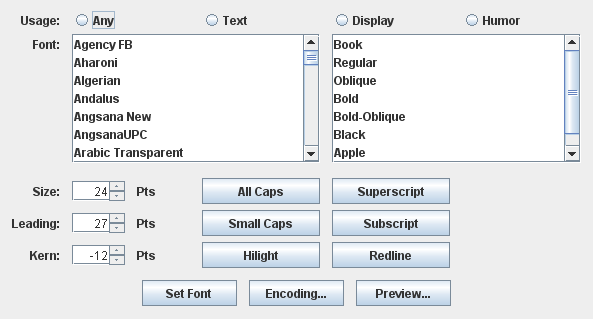 Usage: Any Text Display Humor
Font: Agency FB Book
Aharoni Regular
Algerian Oblique
Andalus Bold
Angsana New Bold-Oblique
AngsanaUPC Black
Arabic Transparent Apple
Size: 24 Pts All Caps Superscript
Leading: 27 Pts Small Caps Subscript
Kern: -12 Pts Hilight Redline
Set Font Encoding... Preview...